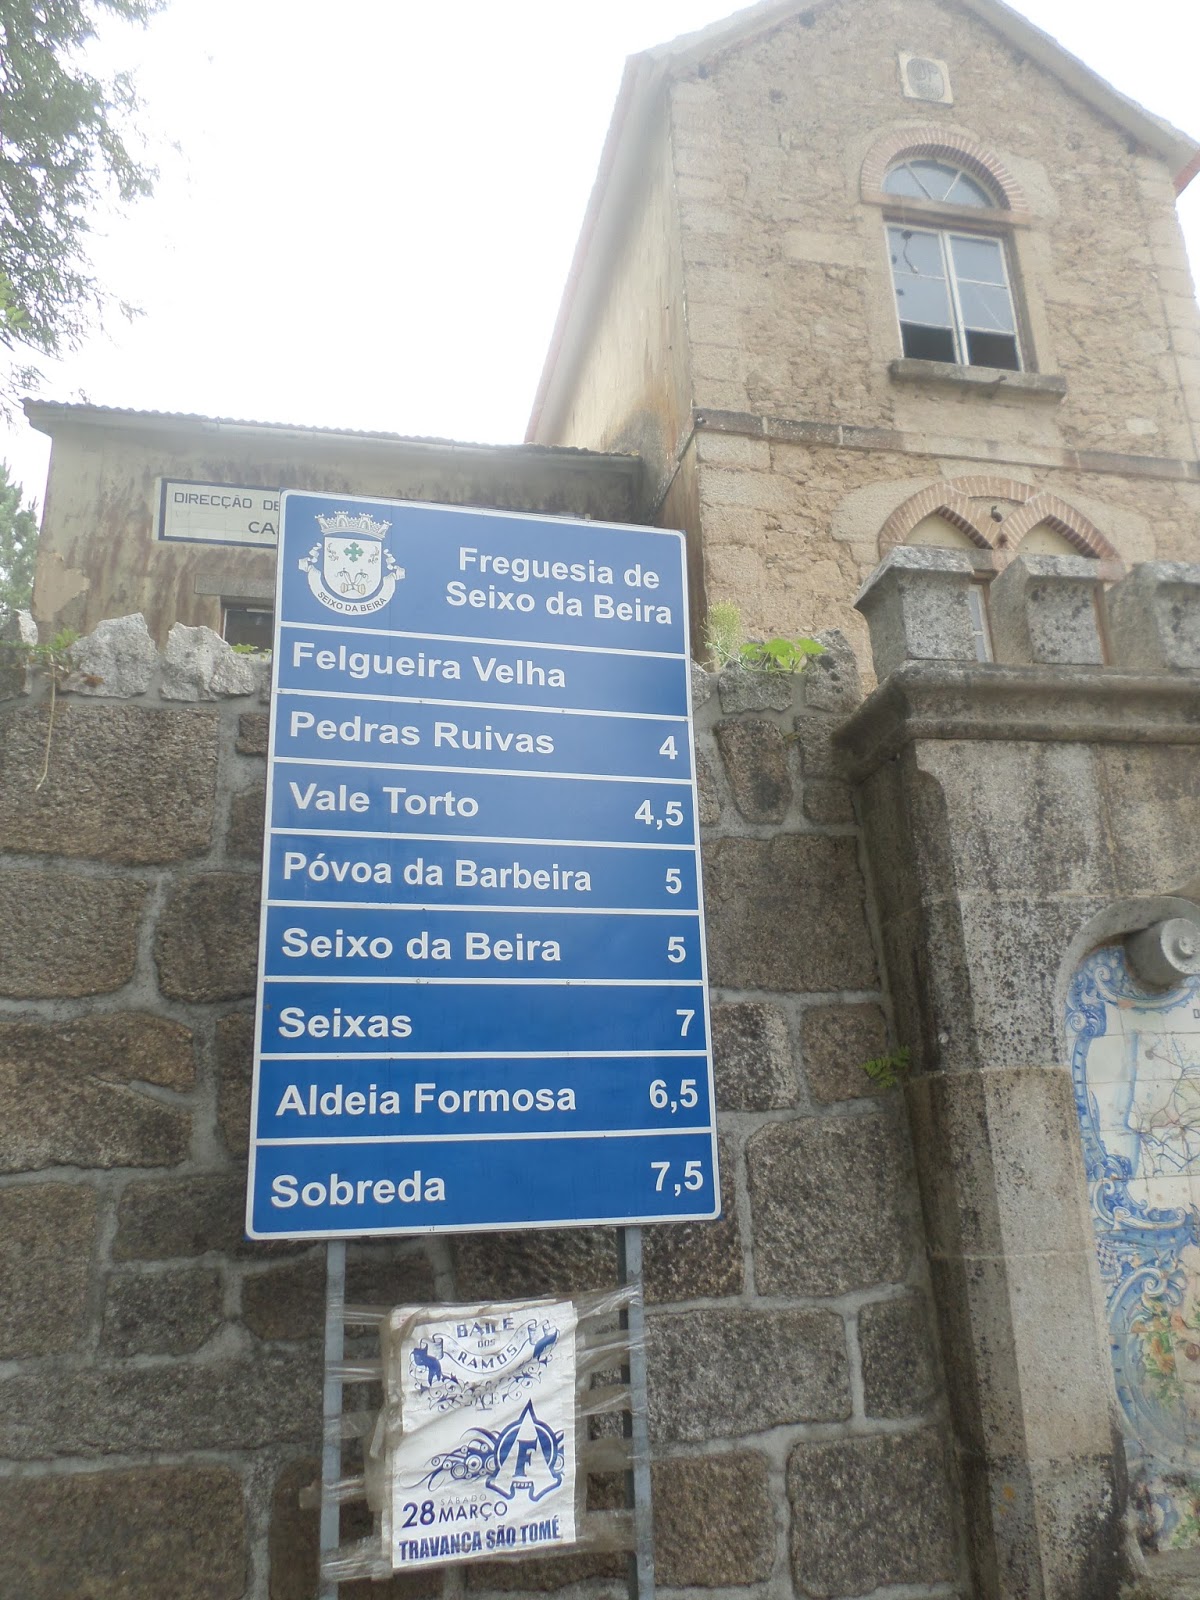 DIRECÇÃO DE
CA
Freguesia de
Seixo da Beira
SEIXO DA BEIRA
Felgueira Velha
Pedras Ruivas 4
Vale Torto 4,5
Póvoa da Barbeira 5
Seixo da Beira 5
Seixas 7
Aldeia Formosa 6,5
Sobreda 7,5
BAILE
DOS
RAMOS
F
grupo
SÁBADO
28 MARÇO
TRAVANCA SÃO TOMÉ